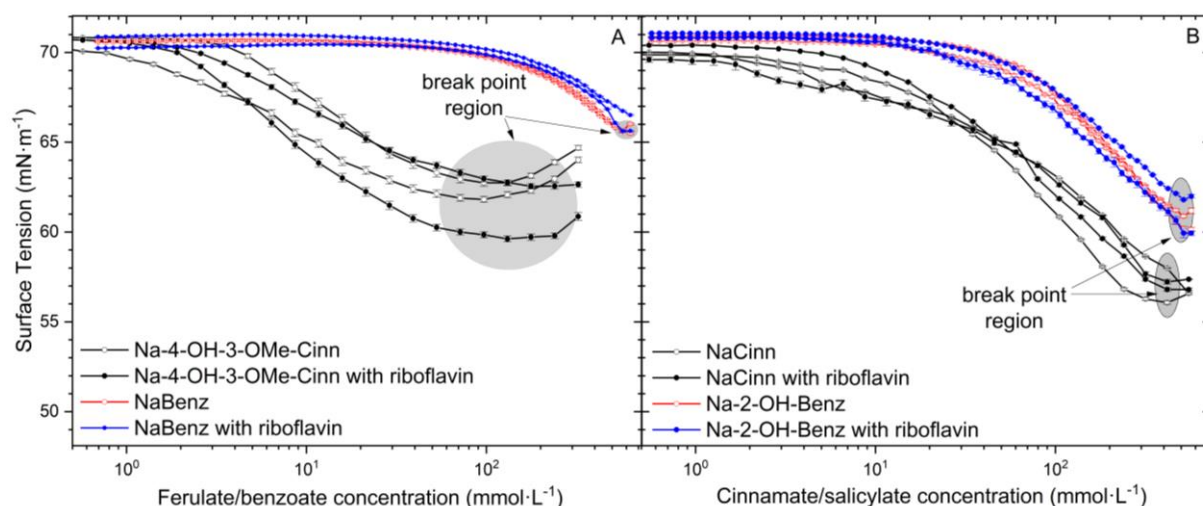 Surface Tension (mN·m⁻¹)
70
65
60
55
50
A
break point
region
Na-4-OH-3-OMe-Cinn
Na-4-OH-3-OMe-Cinn with riboflavin
NaBenz
NaBenz with riboflavin
10⁰
10¹
10²
Ferulate/benzoate concentration (mmol·L⁻¹)
B
break point
region
NaCinn
NaCinn with riboflavin
Na-2-OH-Benz
Na-2-OH-Benz with riboflavin
10⁰
10¹
10²
Cinnamate/salicylate concentration (mmol·L⁻¹)